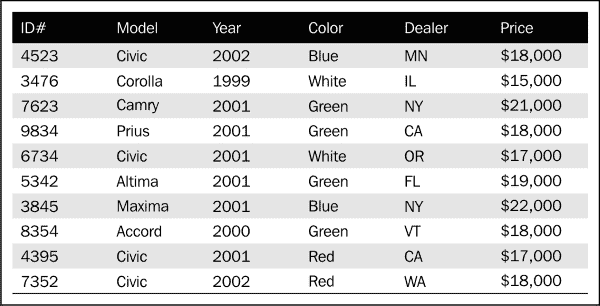 ID# Model Year Color Dealer Price
4523 Civic 2002 Blue MN $18,000
3476 Corolla 1999 White IL $15,000
7623 Camry 2001 Green NY $21,000
9834 Prius 2001 Green CA $18,000
6734 Civic 2001 White OR $17,000
5342 Altima 2001 Green FL $19,000
3845 Maxima 2001 Blue NY $22,000
8354 Accord 2000 Green VT $18,000
4395 Civic 2001 Red CA $17,000
7352 Civic 2002 Red WA $18,000